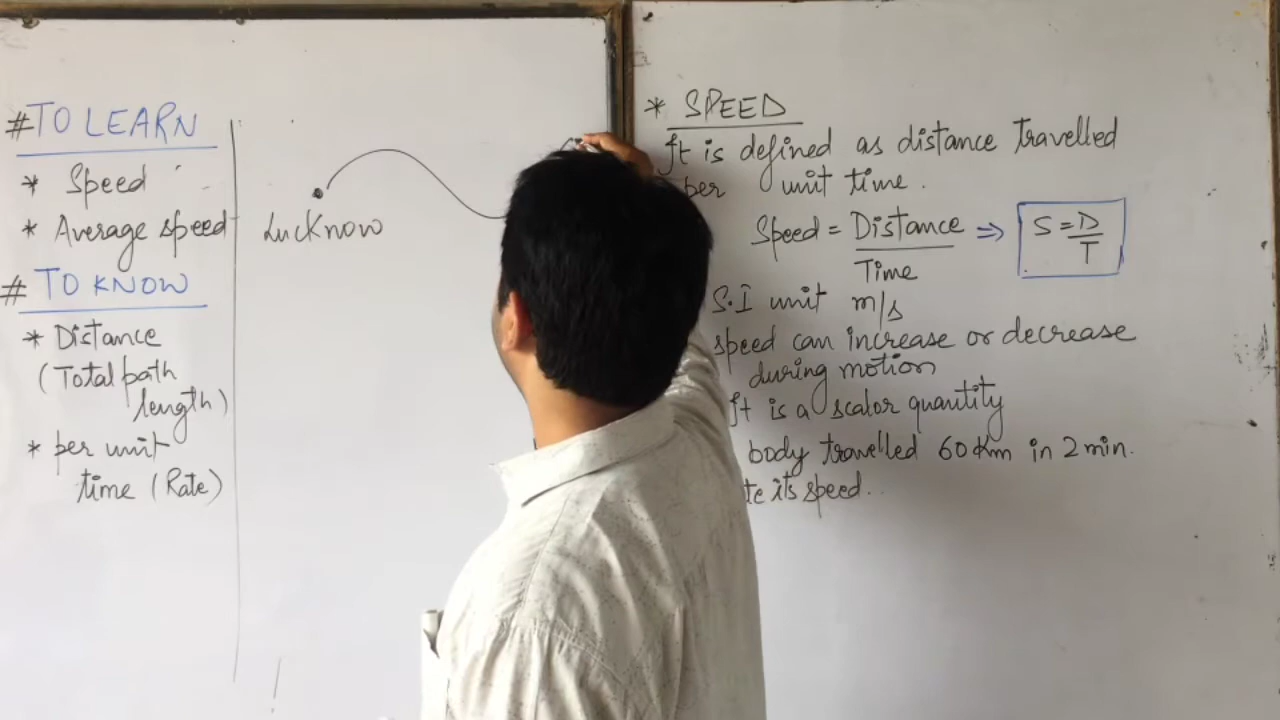 #TO LEARN
* Speed
* Average speed
# TO KNOW
* Distance
(Total path
length)
* per unit
time (Rate)
Lucknow
* SPEED
It is defined as distance travelled
per unit time.
Speed = Distance ⇒ S = D
Time T
S.I unit m/s
speed can increase or decrease
during motion
It is a scalor quantity
body travelled 60 Km in 2 min.
its speed..